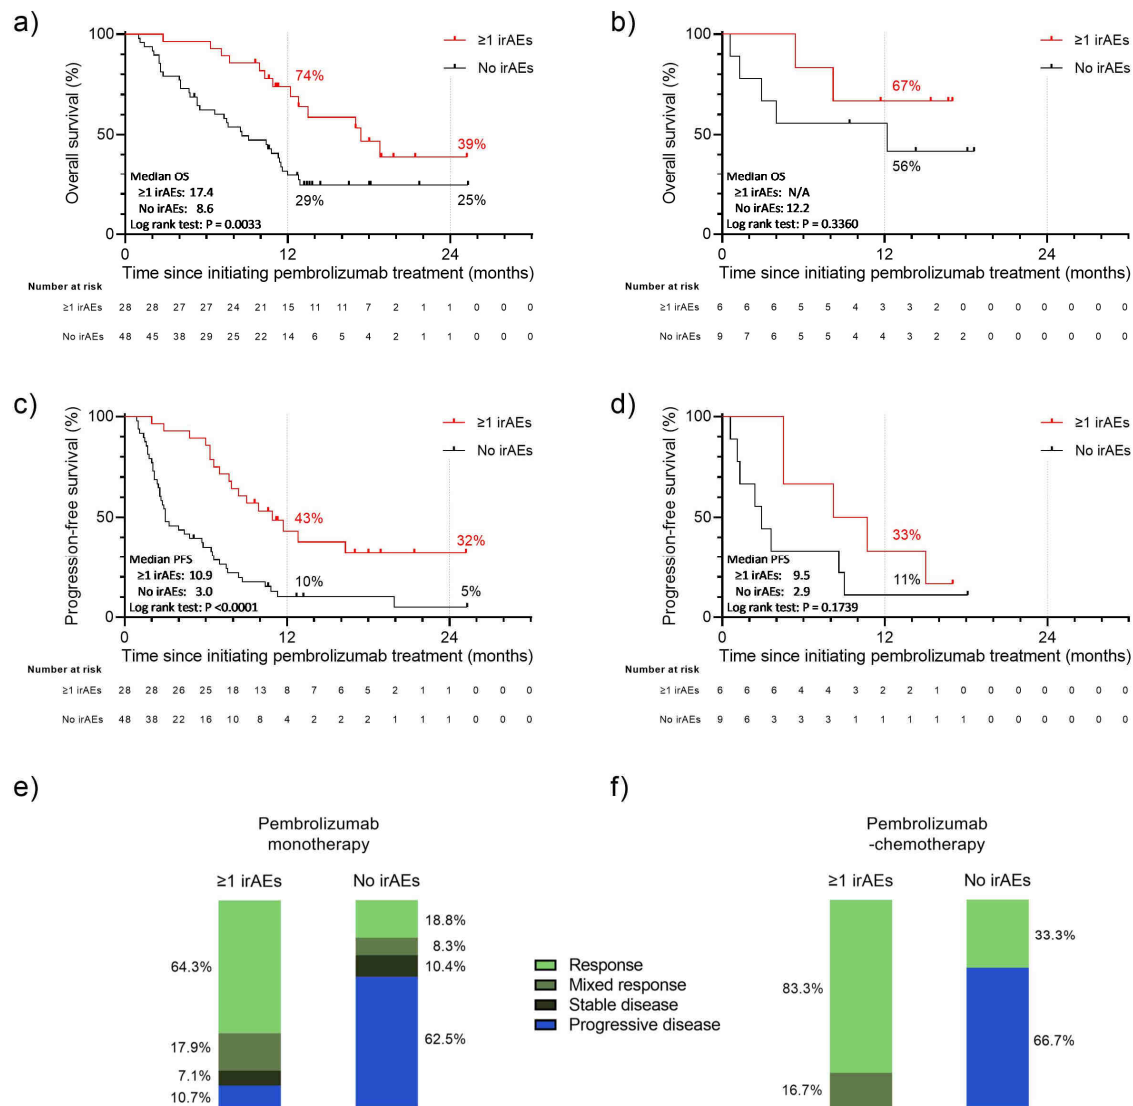 a)
Overall survival (%)
100
50
0
≥1 irAEs
No irAEs
74%
39%
29%
25%
Median OS
≥1 irAEs: 17.4
No irAEs: 8.6
Log rank test: P = 0.0033
0 12 24
Time since initiating pembrolizumab treatment (months)
Number at risk
≥1 irAEs 28 28 27 27 24 21 15 11 11 7 2 1 1 0 0 0
No irAEs 48 45 38 29 25 22 14 6 5 4 2 1 1 0 0 0
b)
Overall survival (%)
100
50
0
≥1 irAEs
No irAEs
67%
56%
Median OS
≥1 irAEs: N/A
No irAEs: 12.2
Log rank test: P = 0.3360
0 12 24
Time since initiating pembrolizumab treatment (months)
Number at risk
≥1 irAEs 6 6 6 5 5 4 3 3 2 0 0 0 0 0 0 0
No irAEs 9 7 6 5 5 4 4 3 2 2 0 0 0 0 0 0
c)
Progression-free survival (%)
100
50
0
≥1 irAEs
No irAEs
43%
32%
10%
5%
Median PFS
≥1 irAEs: 10.9
No irAEs: 3.0
Log rank test: P <0.0001
0 12 24
Time since initiating pembrolizumab treatment (months)
Number at risk
≥1 irAEs 28 28 26 25 18 13 8 7 6 5 2 1 1 0 0 0
No irAEs 48 38 22 16 10 8 4 2 2 2 1 1 1 0 0 0
d)
Progression-free survival (%)
100
50
0
≥1 irAEs
No irAEs
33%
11%
Median PFS
≥1 irAEs: 9.5
No irAEs: 2.9
Log rank test: P = 0.1739
0 12 24
Time since initiating pembrolizumab treatment (months)
Number at risk
≥1 irAEs 6 6 6 4 4 3 2 2 1 0 0 0 0 0 0 0
No irAEs 9 6 3 3 3 1 1 1 1 1 0 0 0 0 0 0
e)
Pembrolizumab
monotherapy
≥1 irAEs No irAEs
64.3%
17.9%
7.1%
10.7%
18.8%
8.3%
10.4%
62.5%
Response
Mixed response
Stable disease
Progressive disease
f)
Pembrolizumab
-chemotherapy
≥1 irAEs No irAEs
83.3%
16.7%
33.3%
66.7%